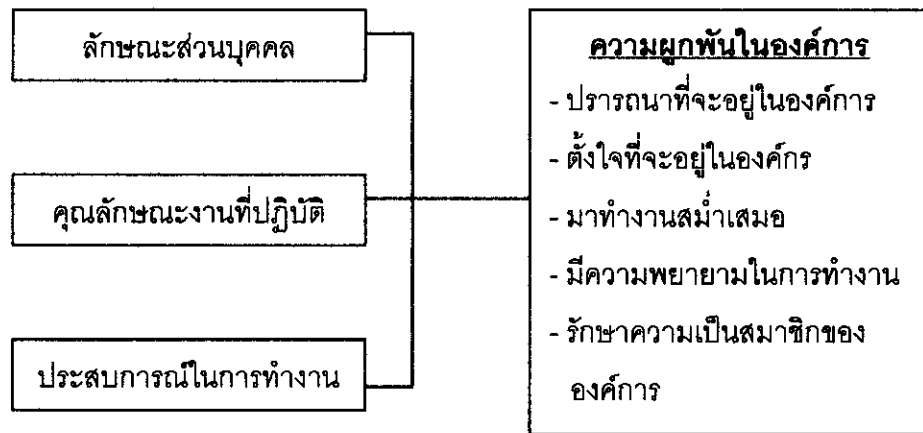 ลักษณะส่วนบุคคล
คุณลักษณะงานที่ปฏิบัติ
ประสบการณ์ในการทำงาน
ความผูกพันในองค์การ
- ปรารถนาที่จะอยู่ในองค์การ
- ตั้งใจที่จะอยู่ในองค์กร
- มาทำงานสม่ำเสมอ
- มีความพยายามในการทำงาน
- รักษาความเป็นสมาชิกของ
องค์การ